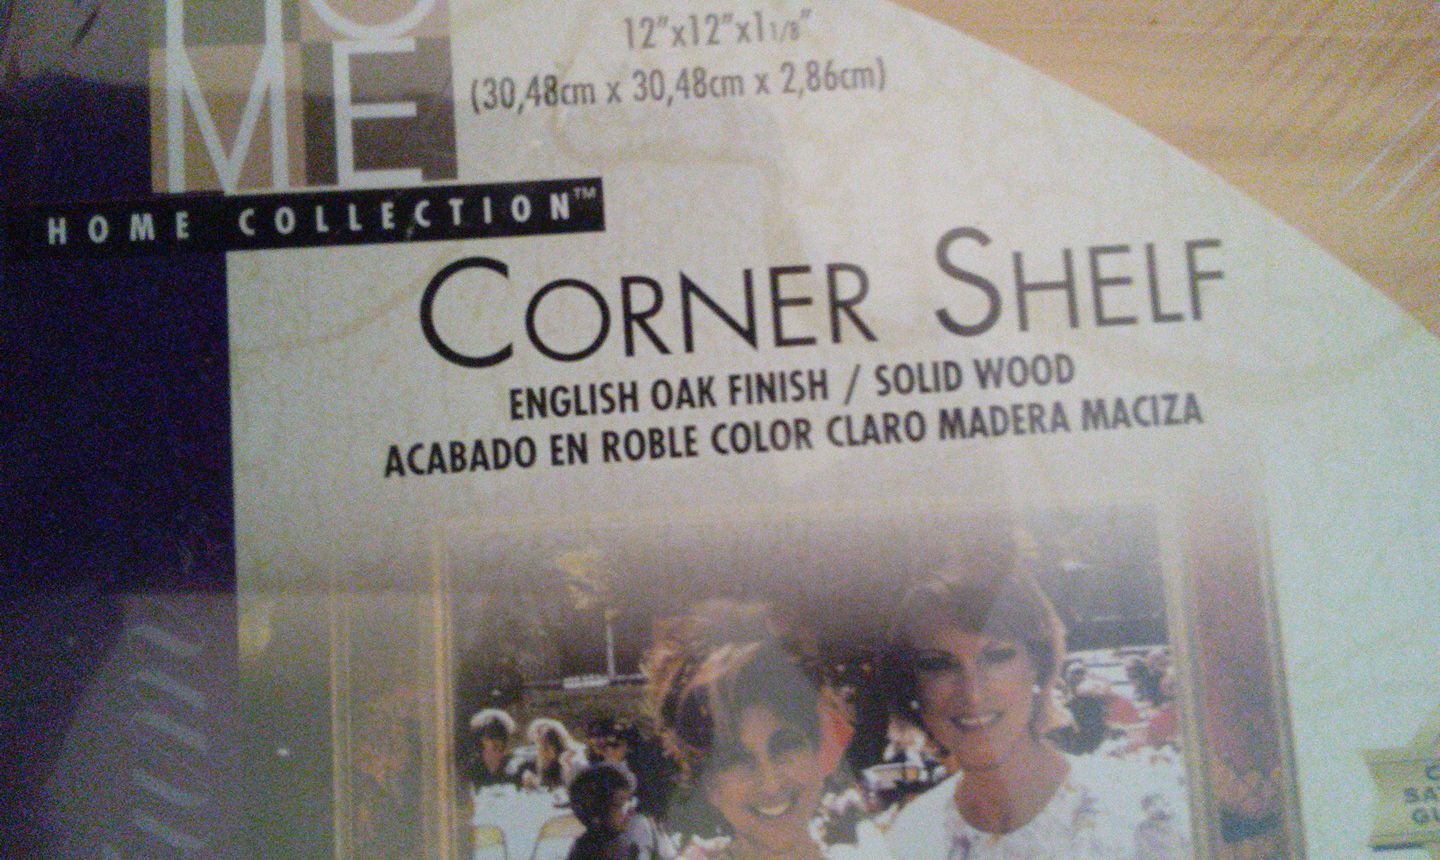 HO
ME
12"x12"x1 1/8"
(30,48cm x 30,48cm x 2,86cm)
HOME COLLECTION™
CORNER SHELF
ENGLISH OAK FINISH / SOLID WOOD
ACABADO EN ROBLE COLOR CLARO MADERA MACIZA